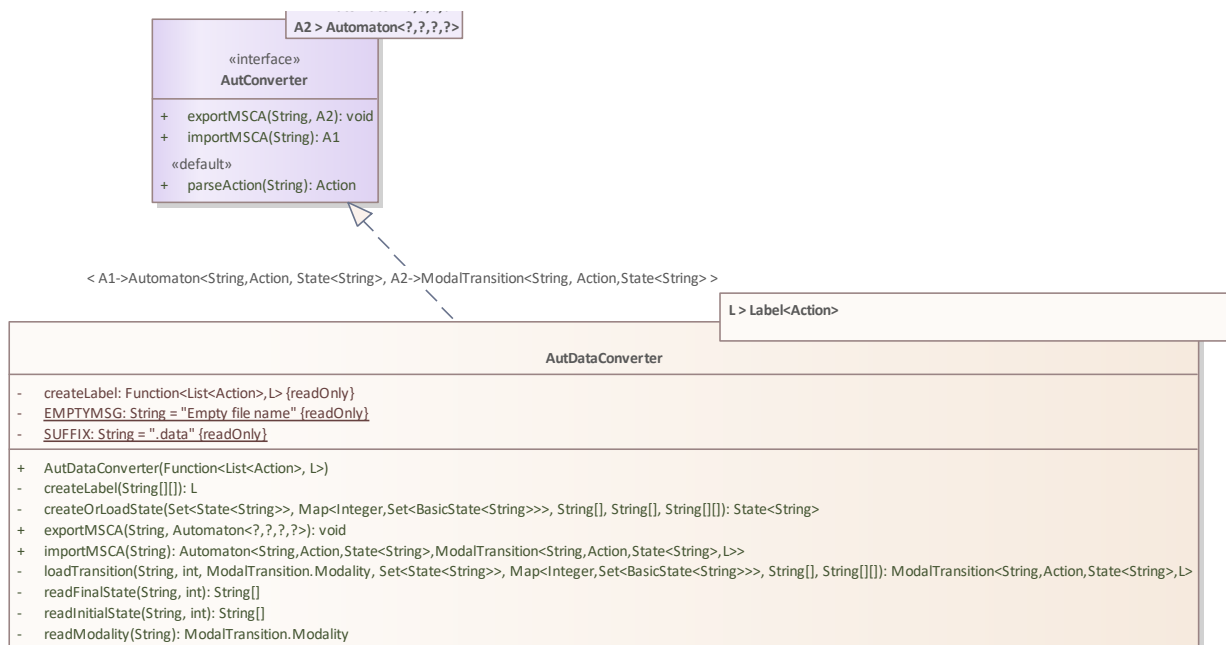 A2 > Automaton<?,?,?,?>
«interface»
AutConverter
+ exportMSCA(String, A2): void
+ importMSCA(String): A1
«default»
+ parseAction(String): Action
< A1->Automaton<String,Action, State<String>, A2->ModalTransition<String, Action,State<String> >
L > Label<Action>
AutDataConverter
- createLabel: Function<List<Action>,L> {readOnly}
- EMPTYMSG: String = "Empty file name" {readOnly}
- SUFFIX: String = ".data" {readOnly}
+ AutDataConverter(Function<List<Action>, L>)
- createLabel(String[][]): L
- createOrLoadState(Set<State<String>>, Map<Integer,Set<BasicState<String>>>, String[], String[], String[][]): State<String>
+ exportMSCA(String, Automaton<?,?,?,?>): void
+ importMSCA(String): Automaton<String,Action,State<String>,ModalTransition<String,Action,State<String>,L>>
- loadTransition(String, int, ModalTransition.Modality, Set<State<String>>, Map<Integer,Set<BasicState<String>>>, String[], String[][]): ModalTransition<String,Action,State<String>,L>
- readFinalState(String, int): String[]
- readInitialState(String, int): String[]
- readModality(String): ModalTransition.Modality